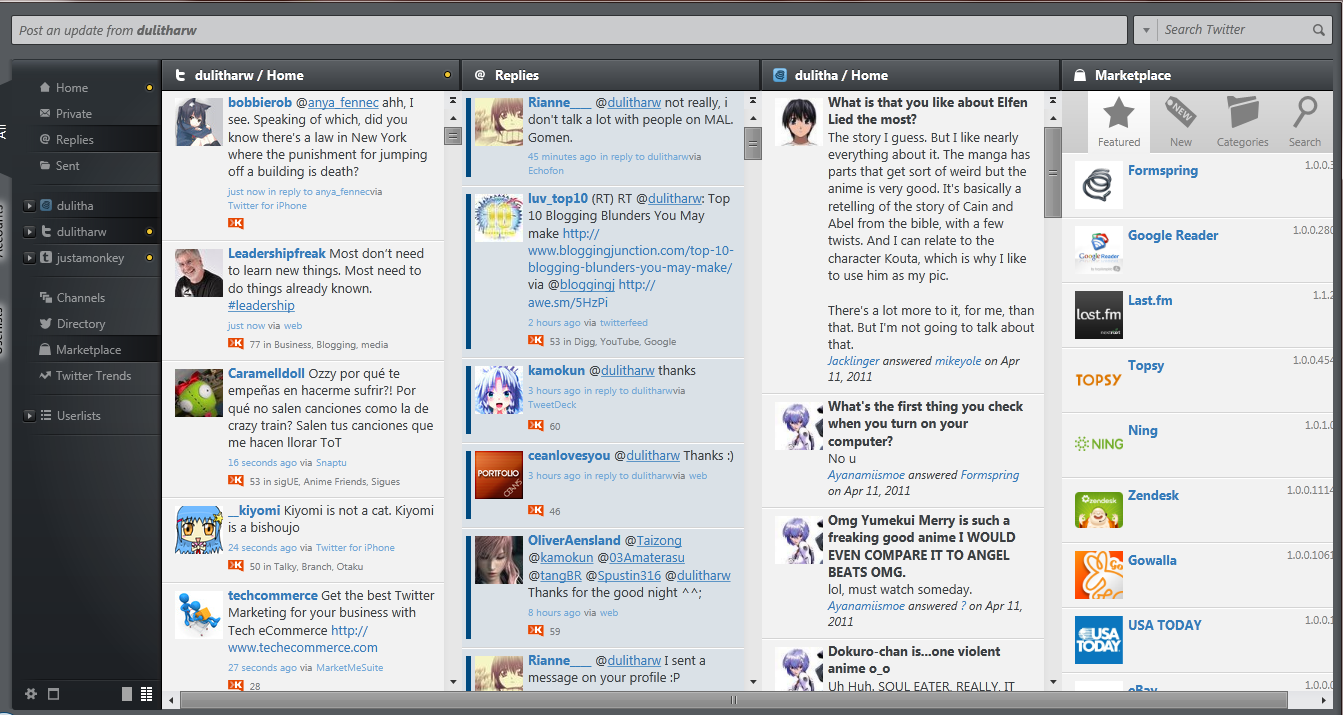 Post an update from dulitharw
Search Twitter
Home
Private
Replies
Sent
dulitha
dulitharw
justamonkey
Channels
Directory
Marketplace
Twitter Trends
Userlists
All
Accounts
Userlists
dulitharw / Home
bobbierob @anya_fennec ahh, I
see. Speaking of which, did you
know there's a law in New York
where the punishment for jumping
off a building is death?
just now in reply to anya_fennecvia
Twitter for iPhone
Leadershipfreak Most don't need
to learn new things. Most need to
do things already known.
#leadership
just now via web
77 in Business, Blogging, media
Caramelldoll Ozzy por qué te
empeñas en hacerme sufrir?! Por
qué no salen canciones como la de
crazy train? Salen tus canciones que
me hacen llorar ToT
16 seconds ago via Snaptu
53 in sigUE, Anime Friends, Sigues
__kiyomi Kiyomi is not a cat. Kiyomi
is a bishoujo
24 seconds ago via Twitter for iPhone
50 in Talky, Branch, Otaku
techcommerce Get the best Twitter
Marketing for your business with
Tech eCommerce http://
www.techecommerce.com
27 seconds ago via MarketMeSuite
28
@ Replies
Rianne___ @dulitharw not really, i
don't talk a lot with people on MAL.
Gomen.
45 minutes ago in reply to dulitharwvia
Echofon
luv_top10 (RT) RT @dulitharw: Top
10 Blogging Blunders You May
make http://
www.bloggingjunction.com/top-10-
blogging-blunders-you-may-make/
via @bloggingj http://
awe.sm/5HzPi
2 hours ago via twitterfeed
53 in Digg, YouTube, Google
kamokun @dulitharw thanks
3 hours ago in reply to dulitharwvia
TweetDeck
60
PORTFOLIO
CEANS
ceanlovesyou @dulitharw Thanks :)
3 hours ago in reply to dulitharwvia web
46
OliverAensland @Taizong
@kamokun @03Amaterasu
@tangBR @Spustin316 @dulitharw
Thanks for the good night ^^;
8 hours ago via web
59
Rianne___ @dulitharw I sent a
message on your profile :P
dulitha / Home
What is that you like about Elfen
Lied the most?
The story I guess. But I like nearly
everything about it. The manga has
parts that get sort of weird but the
anime is very good. It's basically a
retelling of the story of Cain and
Abel from the bible, with a few
twists. And I can relate to the
character Kouta, which is why I like
to use him as my pic.
There's a lot more to it, for me, than
that. But I'm not going to talk about
that.
Jacklinger answered mikeyole on Apr
11, 2011
What's the first thing you check
when you turn on your
computer?
No u
Ayanamiismoe answered Formspring
on Apr 11, 2011
Omg Yumekui Merry is such a
freaking good anime I WOULD
EVEN COMPARE IT TO ANGEL
BEATS OMG.
lol, must watch someday.
Ayanamiismoe answered ? on Apr 11,
2011
Dokuro-chan is...one violent
anime o_o
Uh Huh. SOUL EATER. REALLY. IT
Marketplace
NEW
Featured New Categories Search
Formspring 1.0.0.3
Google Reader
Google Reader 1.0.0.280
lost.fm
Last.fm 1.1.2
TOPSY
Topsy 1.0.0.454
NING
Ning 1.0.1.0
zendesk
Zendesk 1.0.0.1114
Gowalla 1.0.0.1061
USA TODAY
USA TODAY 1.0.0.1
eBay 1.0.0.0